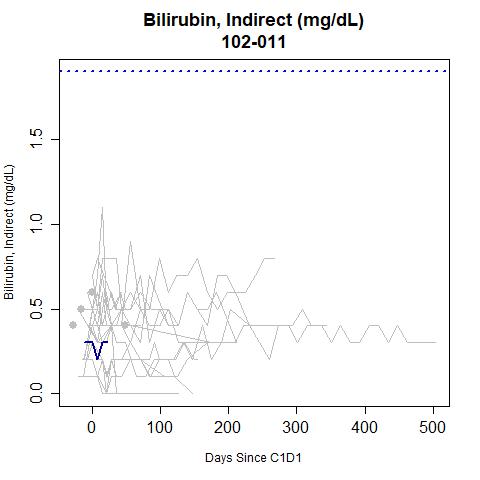 Bilirubin, Indirect (mg/dL)
102-011
Bilirubin, Indirect (mg/dL)
1.5
1.0
0.5
0.0
0 100 200 300 400 500
Days Since C1D1